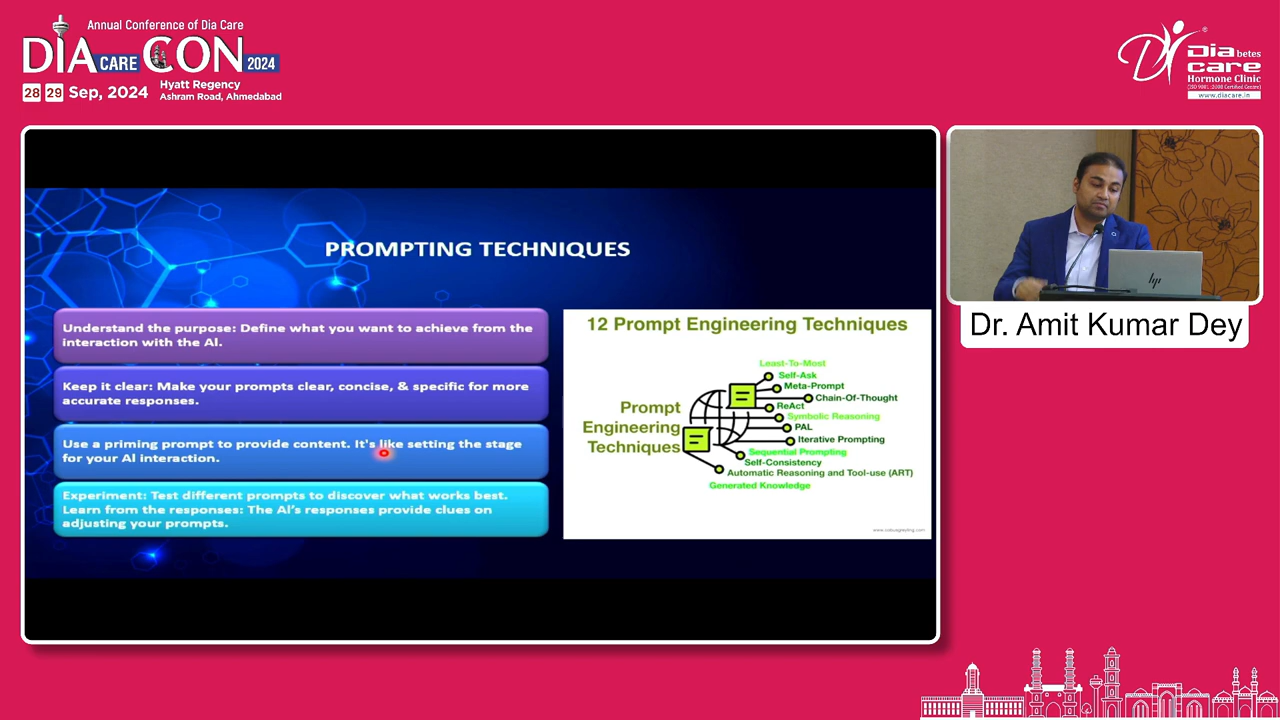 Annual Conference of Dia Care
DIA CARE CON 2024
28 29 Sep, 2024
Hyatt Regency
Ashram Road, Ahmedabad
Diabetes
care
Hormone Clinic
www.diacare.in
PROMPTING TECHNIQUES
Understand the purpose: Define what you want to achieve from the
interaction with the AI.
Keep it clear: Make your prompts clear, concise, & specific for more
accurate responses.
Use a priming prompt to provide content. It's like setting the stage
for your AI interaction.
Experiment: Test different prompts to discover what works best.
Learn from the responses: The AI's responses provide clues on
adjusting your prompts.
12 Prompt Engineering Techniques
Prompt
Engineering
Techniques
Least-To-Most
Self-Ask
Meta-Prompt
Chain-Of-Thought
ReAct
Symbolic Reasoning
PAL
Iterative Prompting
Sequential Prompting
Self-Consistency
Automatic Reasoning and Tool-use (ART)
Generated Knowledge
hp
Dr. Amit Kumar Dey